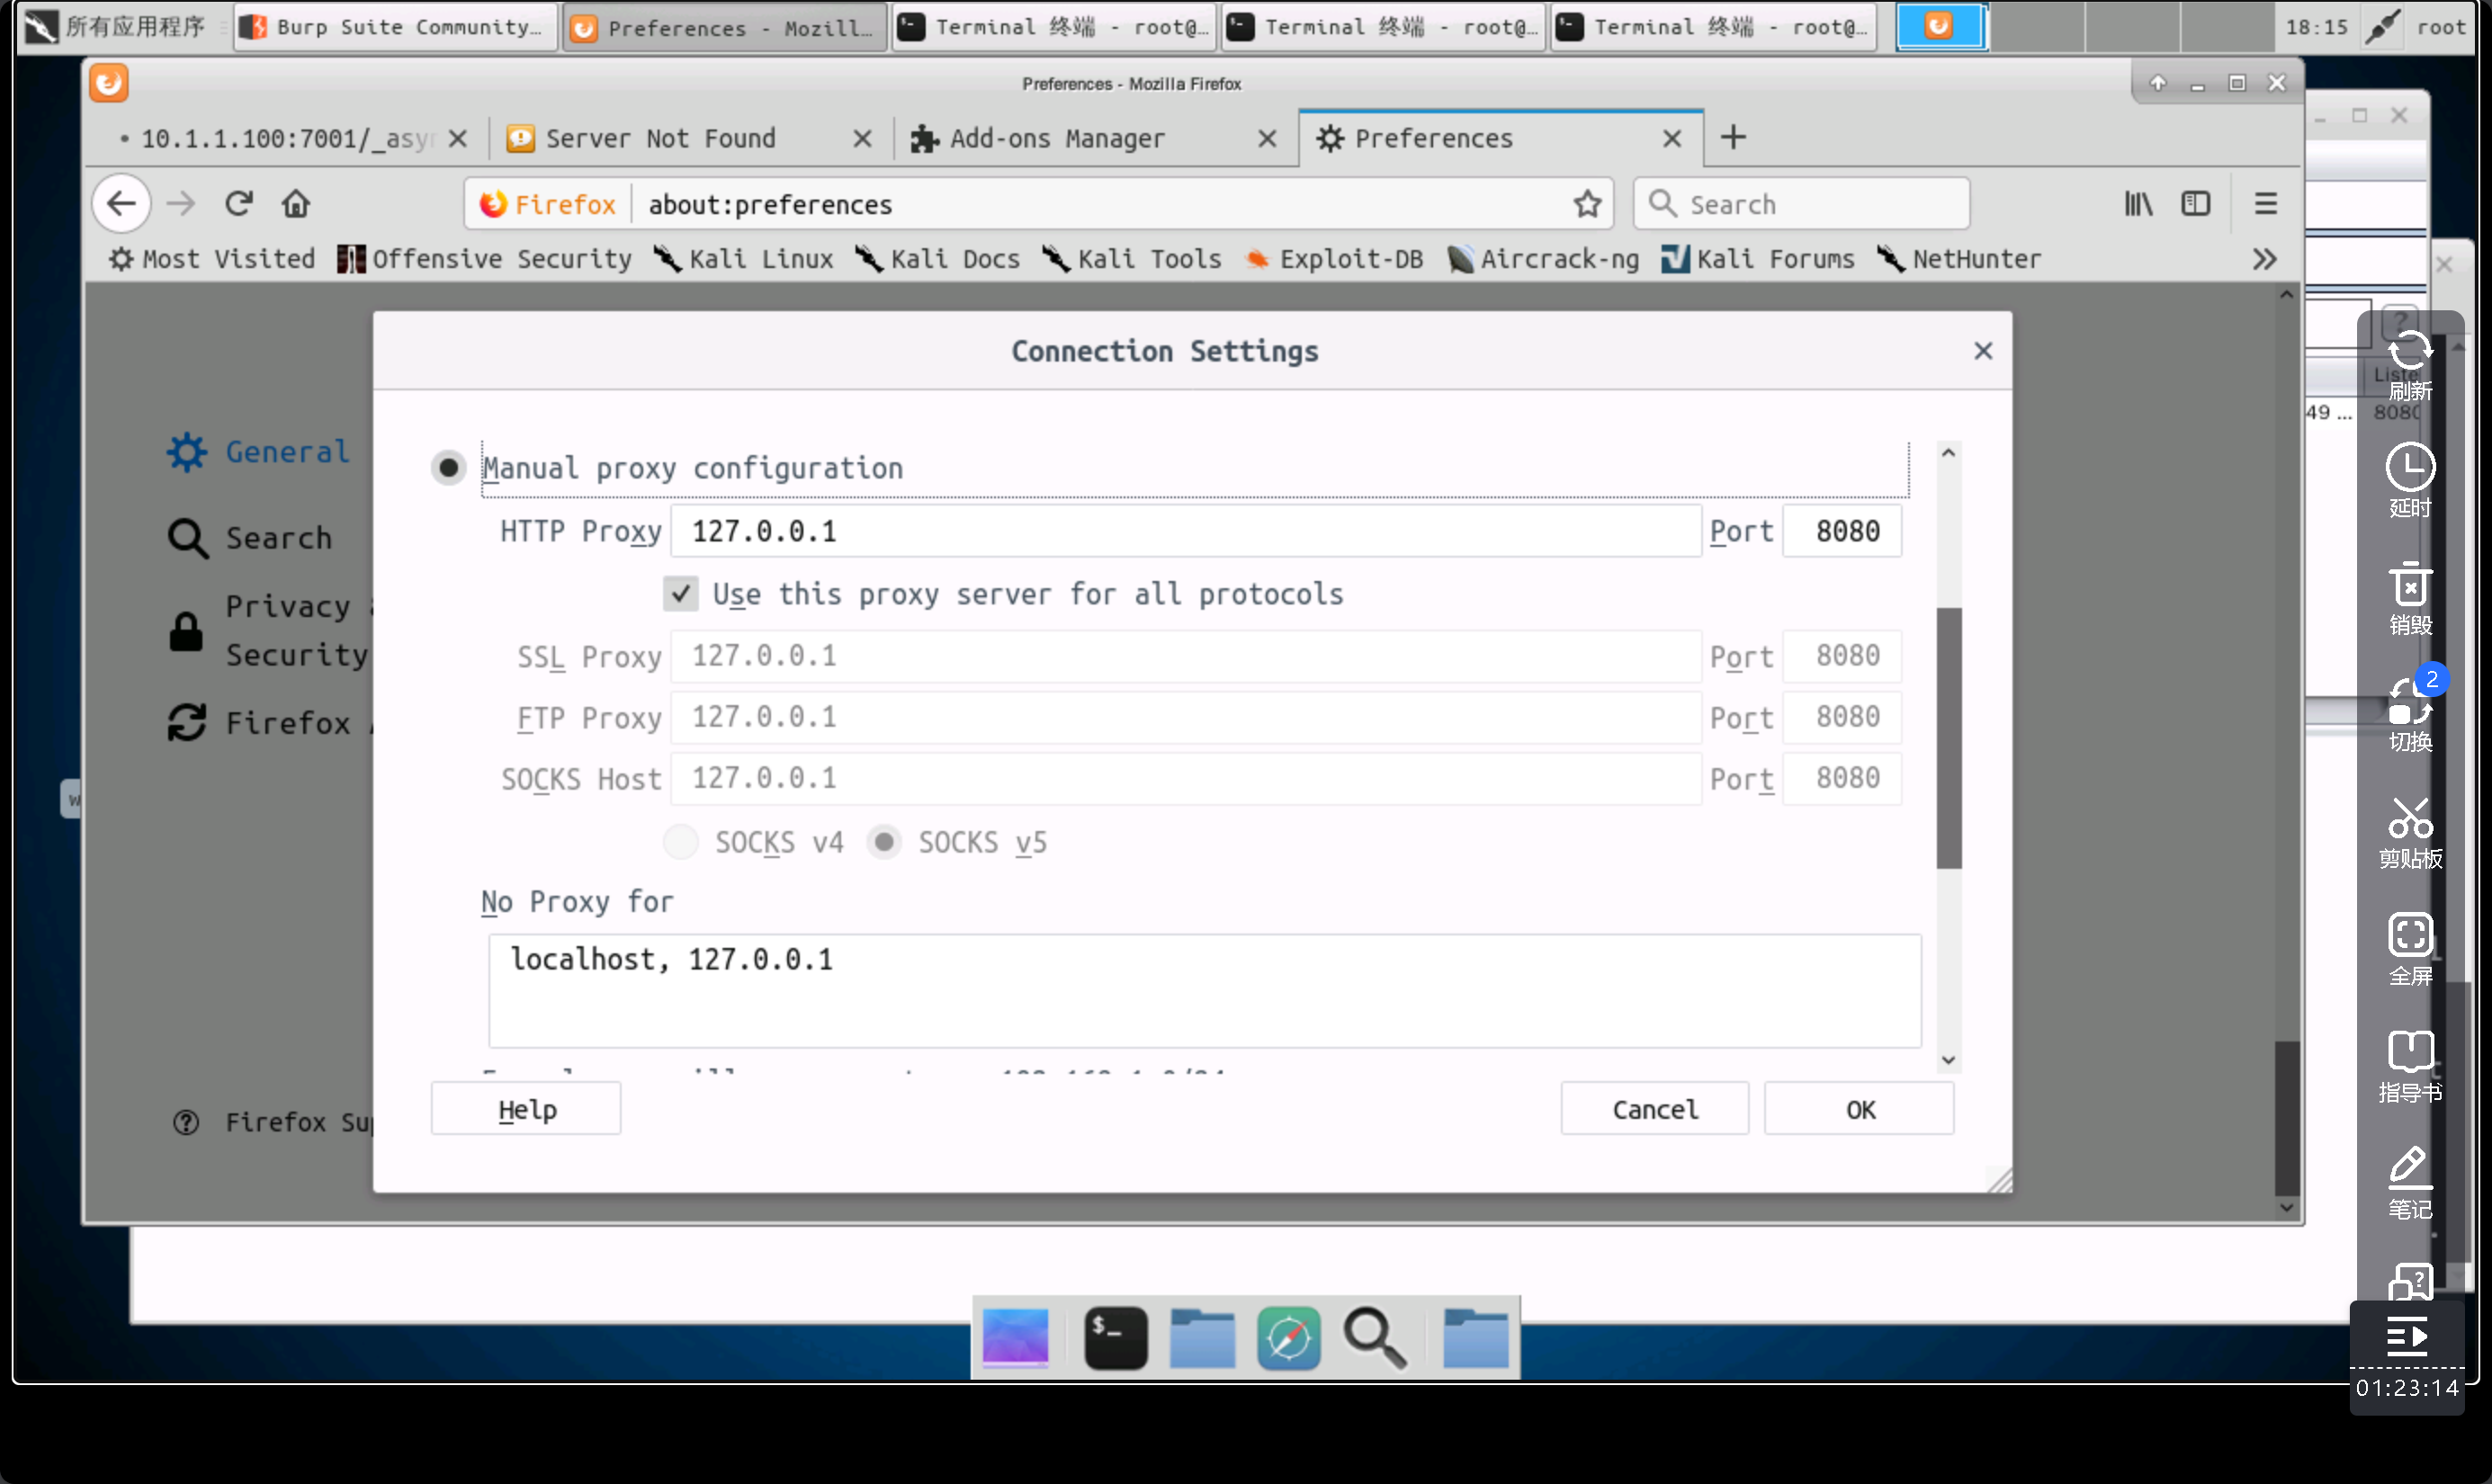 所有应用程序 Burp Suite Community… Preferences - Mozill… Terminal 终端 - root@… Terminal 终端 - root@… Terminal 终端 - root@… 18:15 root
Preferences - Mozilla Firefox
10.1.1.100:7001/_asy Server Not Found Add-ons Manager Preferences
Firefox about:preferences Search
Most Visited Offensive Security Kali Linux Kali Docs Kali Tools Exploit-DB Aircrack-ng Kali Forums NetHunter
Connection Settings
General
Search
Privacy
Security
Firefox
Firefox Su
Manual proxy configuration
HTTP Proxy 127.0.0.1 Port 8080
Use this proxy server for all protocols
SSL Proxy 127.0.0.1 Port 8080
FTP Proxy 127.0.0.1 Port 8080
SOCKS Host 127.0.0.1 Port 8080
SOCKS v4 SOCKS v5
No Proxy for
localhost, 127.0.0.1
Help Cancel OK
49 … 808
刷新
延时
销毁
2
切换
剪贴板
全屏
指导书
笔记
01:23:14